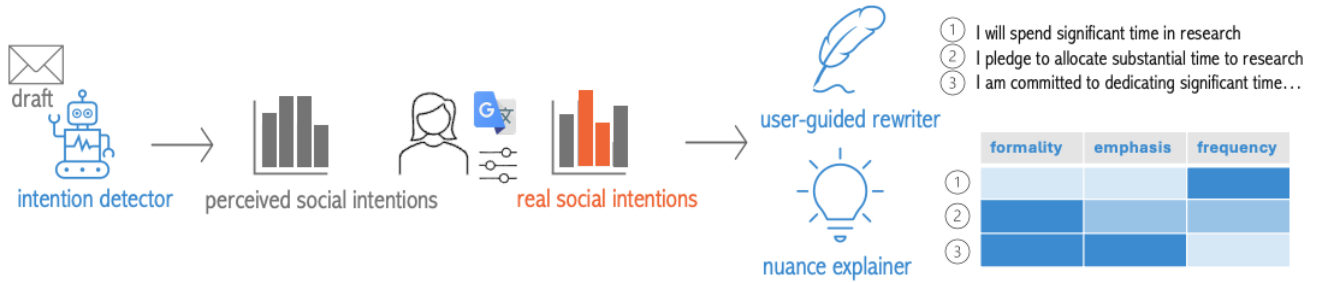 draft
intention detector
perceived social intentions
G 文
real social intentions
user-guided rewriter
nuance explainer
1 I will spend significant time in research
2 I pledge to allocate substantial time to research
3 I am committed to dedicating significant time…
formality emphasis frequency
1
2
3